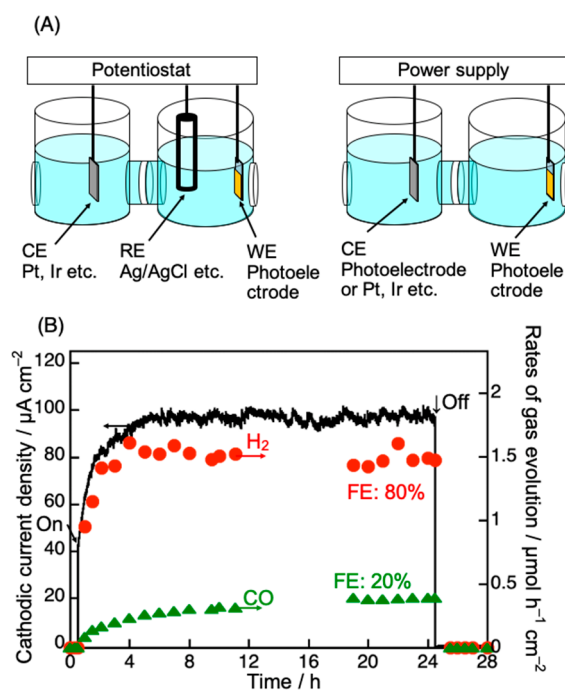 (A)
Potentiostat
Power supply
CE
Pt, Ir etc.
RE
Ag/AgCl etc.
WE
Photoele
ctrode
CE
Photoelectrode
or Pt, Ir etc.
WE
Photoele
ctrode
(B)
Cathodic current density / μA cm⁻²
120
100
80
60
40
20
0
On
Off
H₂
FE: 80%
FE: 20%
CO
2
1.5
1
0.5
0
Rates of gas evolution / μmol h⁻¹ cm⁻²
0 4 8 12 16 20 24 28
Time / h